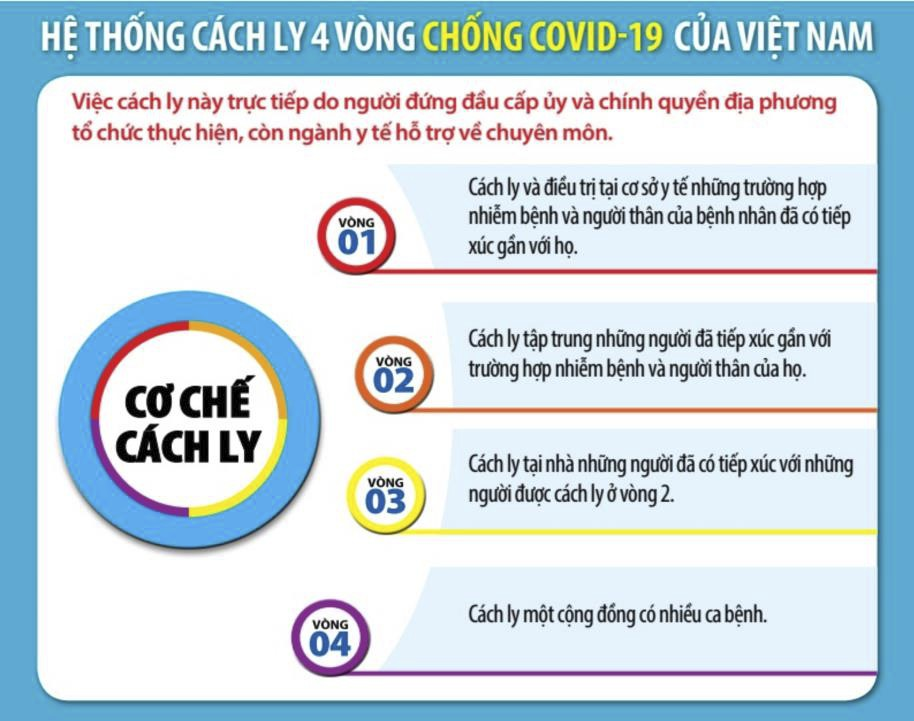 HỆ THỐNG CÁCH LY 4 VÒNG CHỐNG COVID-19 CỦA VIỆT NAM
Việc cách ly này trực tiếp do người đứng đầu cấp ủy và chính quyền địa phương
tổ chức thực hiện, còn ngành y tế hỗ trợ về chuyên môn.
CƠ CHẾ
CÁCH LY
VÒNG
01
Cách ly và điều trị tại cơ sở y tế những trường hợp
nhiễm bệnh và người thân của bệnh nhân đã có tiếp
xúc gần với họ.
VÒNG
02
Cách ly tập trung những người đã tiếp xúc gần với
trường hợp nhiễm bệnh và người thân của họ.
VÒNG
03
Cách ly tại nhà những người đã có tiếp xúc với những
người được cách ly ở vòng 2.
VÒNG
04
Cách ly một cộng đồng có nhiều ca bệnh.